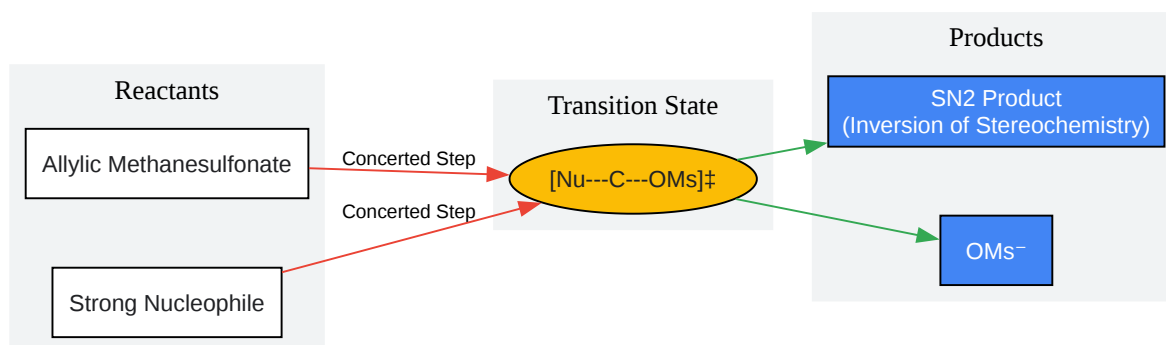 Reactants
Allylic Methanesulfonate
Strong Nucleophile
Concerted Step
Concerted Step
Transition State
[Nu---C---OMs]‡
Products
SN2 Product
(Inversion of Stereochemistry)
OMs⁻